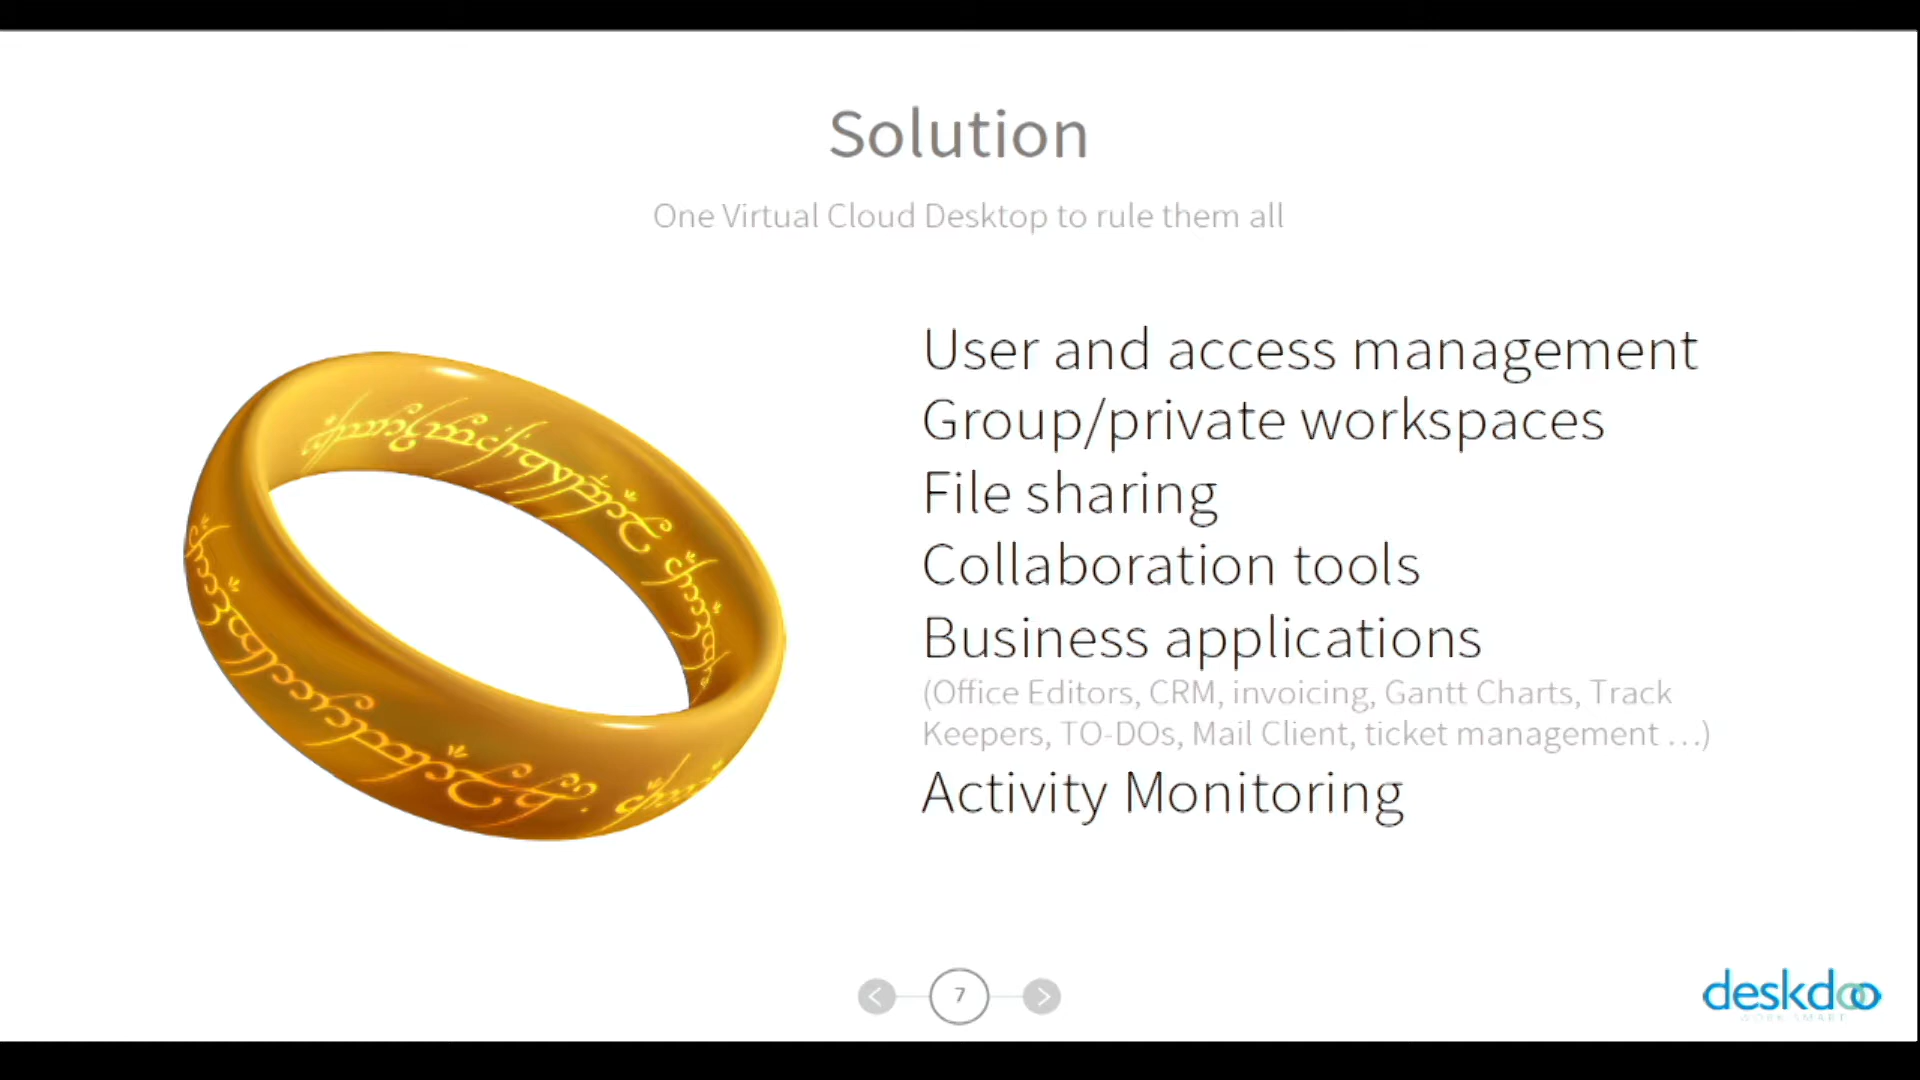 Solution
One Virtual Cloud Desktop to rule them all
User and access management
Group/private workspaces
File sharing
Collaboration tools
Business applications
(Office Editors, CRM, invoicing, Gantt Charts, Track
Keepers, TO-DOs, Mail Client, ticket management ...)
Activity Monitoring
7
deskdoo
WORK SMART